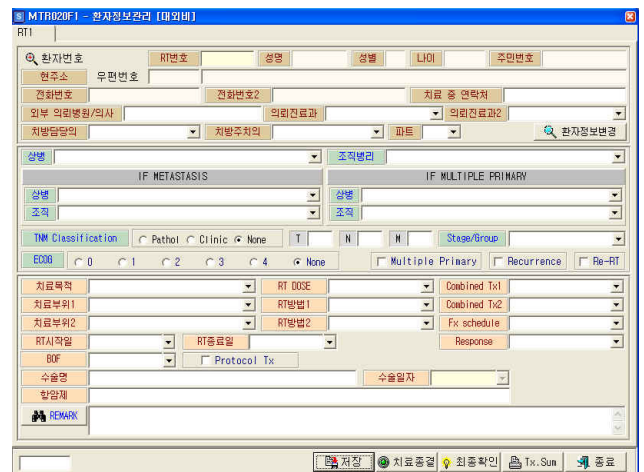 MTR020F1 - 환자정보관리 [대외비]
RT1
환자번호 RT번호 성명 성별 나이 주민번호
현주소 우편번호
전화번호 전화번호2 치료 중 연락처
외부 의뢰병원/의사 의뢰진료과 의뢰진료과2
치방담당의 치방주치의 파트 환자정보변경
상병 조직병리
IF METASTASIS IF MULTIPLE PRIMARY
상병 상병
조직 조직
TNM Classification Pathol Clinic None T N M Stage/Group
ECOG 0 1 2 3 4 None Multiple Primary Recurrence Re-RT
치료목적 RT DOSE Combined Tx1
치료부위1 RT방법1 Combined Tx2
치료부위2 RT방법2 Fx schedule
RT시작일 RT종료일 Response
BOF Protocol Tx
수술명 수술일자
항암제
REMARK
저장 치료종결 최종확인 Tx.Sum 종료